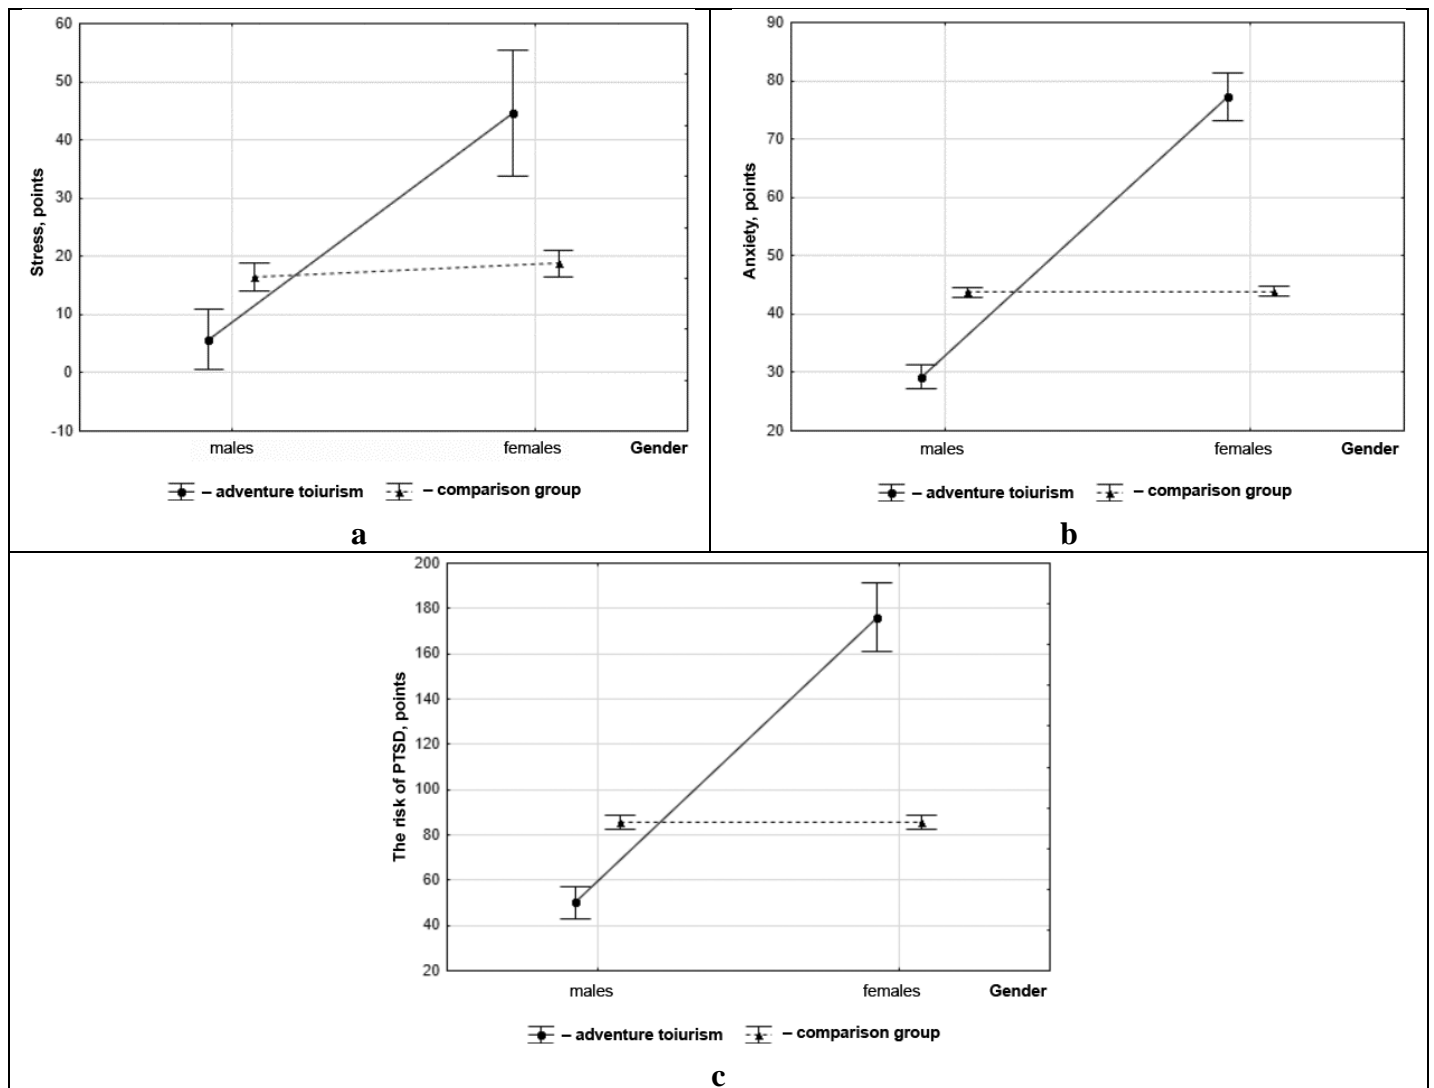 60
50
40
30
20
10
0
-10
Stress, points
males females Gender
– adventure toiurism – comparison group
a
90
80
70
60
50
40
30
20
Anxiety, points
males females Gender
– adventure toiurism – comparison group
b
200
180
160
140
120
100
80
60
40
20
The risk of PTSD, points
males females Gender
– adventure toiurism – comparison group
c